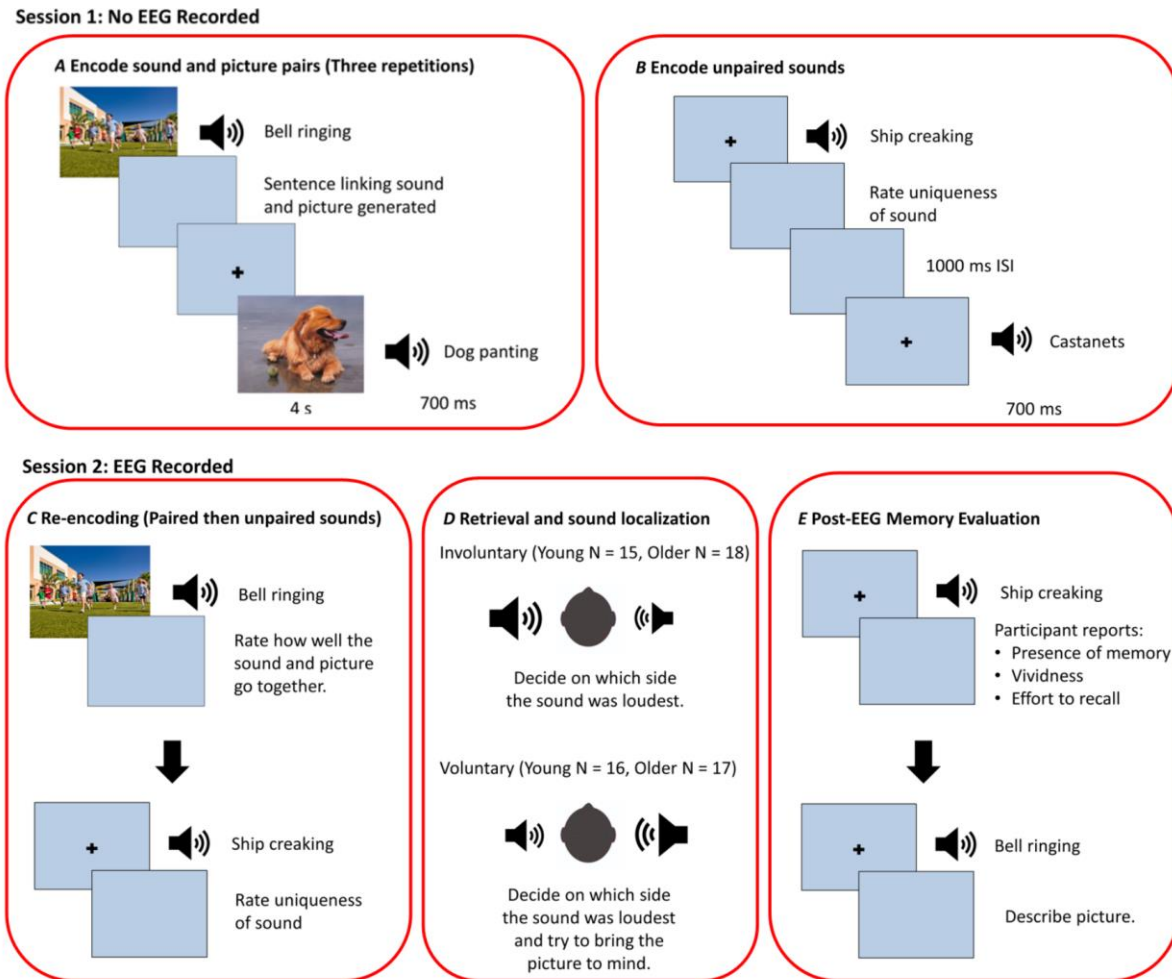 Session 1: No EEG Recorded
A Encode sound and picture pairs (Three repetitions)
Bell ringing
Sentence linking sound
and picture generated
Dog panting
4 s
700 ms
B Encode unpaired sounds
Ship creaking
Rate uniqueness
of sound
1000 ms ISI
Castanets
700 ms
Session 2: EEG Recorded
C Re-encoding (Paired then unpaired sounds)
Bell ringing
Rate how well the
sound and picture
go together.
Ship creaking
Rate uniqueness
of sound
D Retrieval and sound localization
Involuntary (Young N = 15, Older N = 18)
Decide on which side
the sound was loudest.
Voluntary (Young N = 16, Older N = 17)
Decide on which side
the sound was loudest
and try to bring the
picture to mind.
E Post-EEG Memory Evaluation
Ship creaking
Participant reports:
• Presence of memory
• Vividness
• Effort to recall
Bell ringing
Describe picture.